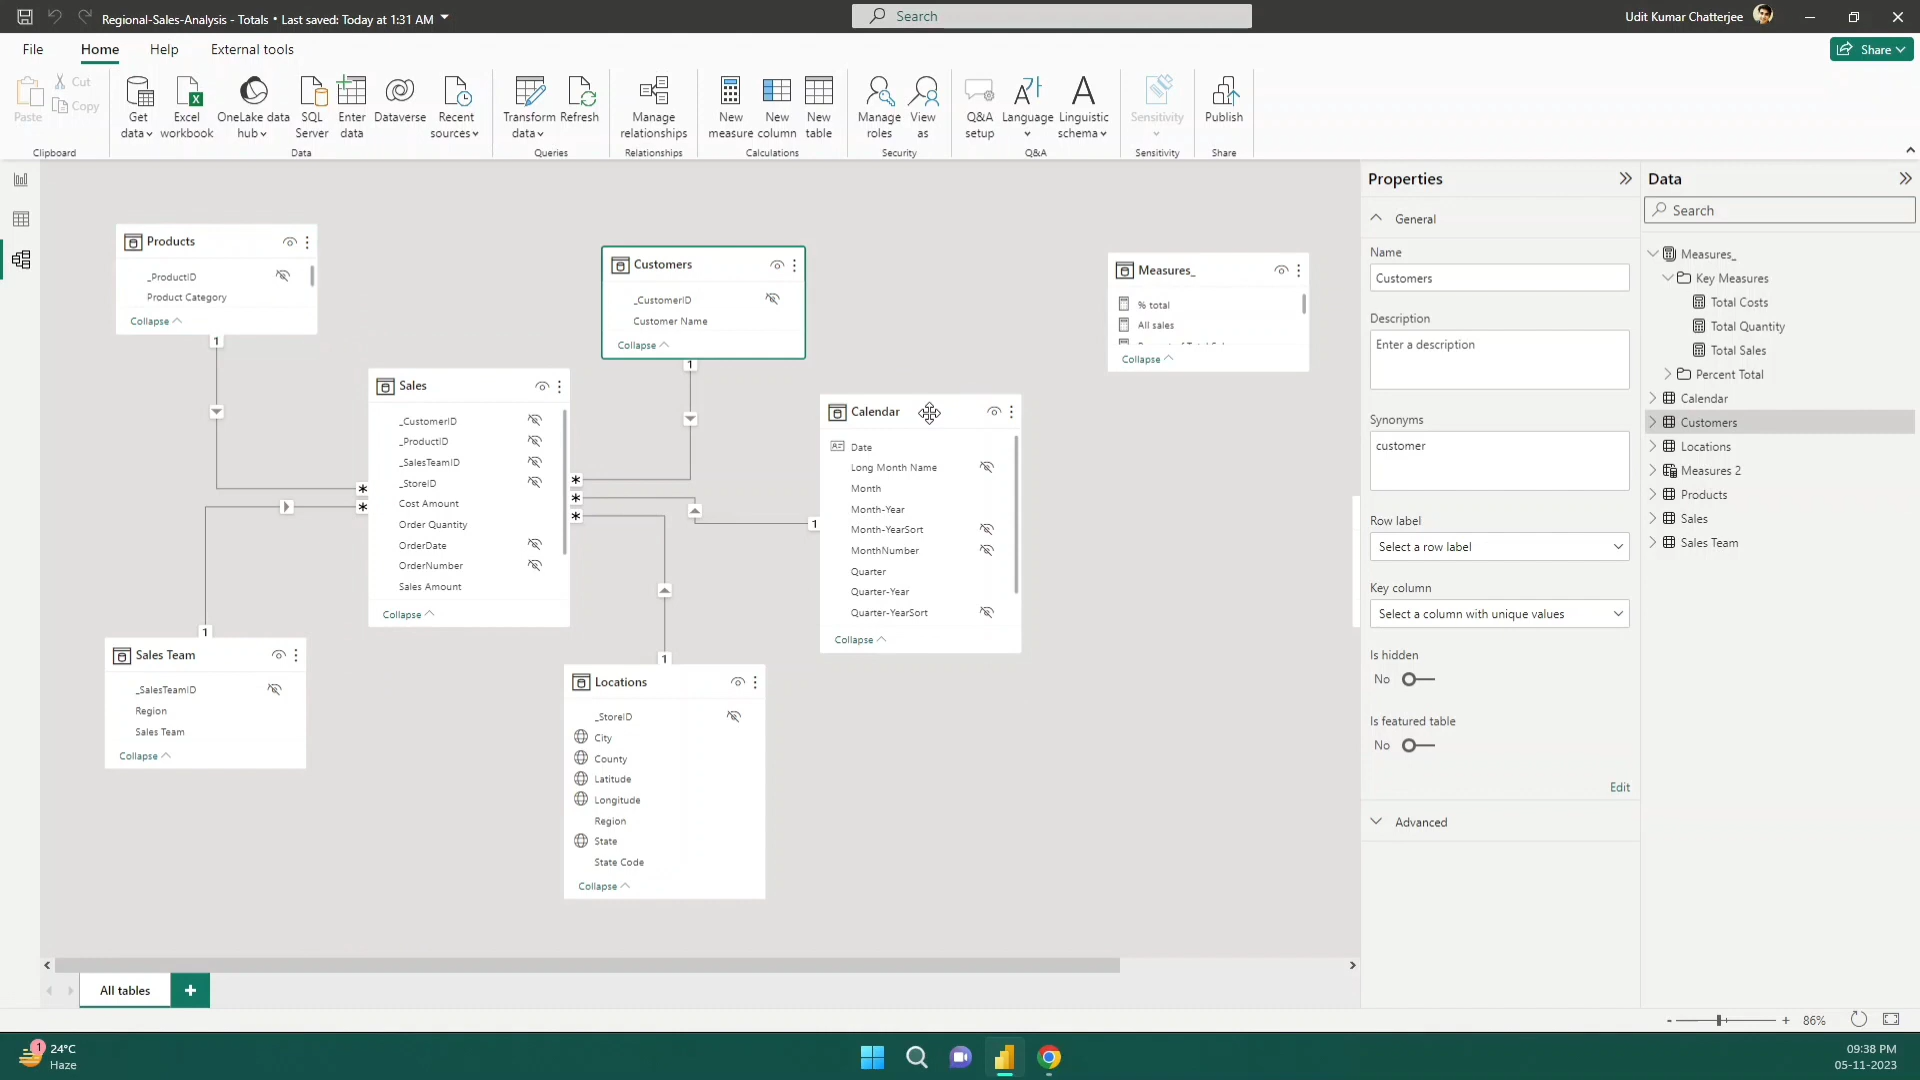 Regional-Sales-Analysis - Totals • Last saved: Today at 1:31 AM
Search
Udit Kumar Chatterjee
File
Home
Help
External tools
Share
Paste
Cut
Copy
Clipboard
Get data
Excel workbook
OneLake data hub
SQL Server
Enter data
Dataverse
Recent sources
Data
Transform data
Refresh
Queries
Manage relationships
Relationships
New measure
New column
New table
Calculations
Manage roles
View as
Security
Q&A setup
Language
Linguistic schema
Q&A
Sensitivity
Sensitivity
Publish
Share
Products
_ProductID
Product Category
Collapse
1
Customers
_CustomerID
Customer Name
Collapse
1
Measures_
% total
All sales
Collapse
Sales
_CustomerID
_ProductID
_SalesTeamID
_StoreID
Cost Amount
Order Quantity
OrderDate
OrderNumber
Sales Amount
Collapse
*
*
*
*
*
Calendar
Date
Long Month Name
Month
Month-Year
Month-YearSort
MonthNumber
Quarter
Quarter-Year
Quarter-YearSort
Collapse
1
1
Sales Team
_SalesTeamID
Region
Sales Team
Collapse
1
Locations
_StoreID
City
County
Latitude
Longitude
Region
State
State Code
Collapse
All tables
+
Properties
General
Name
Customers
Description
Enter a description
Synonyms
customer
Row label
Select a row label
Key column
Select a column with unique values
Is hidden
No
Is featured table
No
Edit
Advanced
Data
Search
Measures_
Key Measures
Total Costs
Total Quantity
Total Sales
Percent Total
Calendar
Customers
Locations
Measures 2
Products
Sales
Sales Team
- + 86%
1
24°C
Haze
09:38 PM
05-11-2023